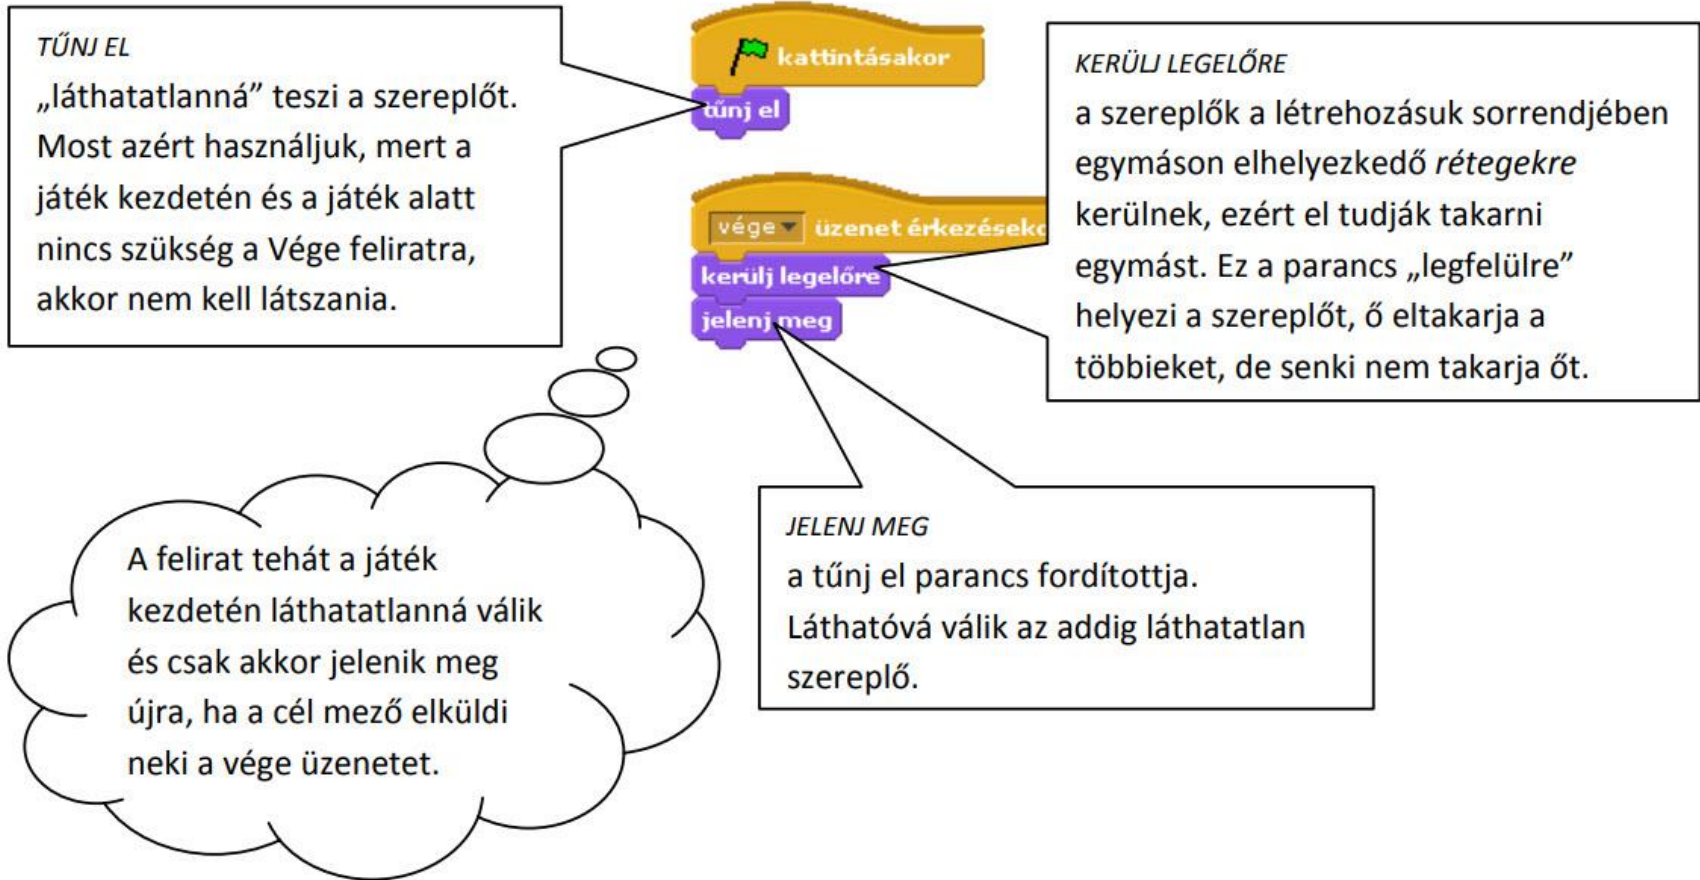 TŰNJ EL
„láthatatlanná” teszi a szereplőt.
Most azért használjuk, mert a
játék kezdetén és a játék alatt
nincs szükség a Vége feliratra,
akkor nem kell látszania.
kattintásakor
tűnj el
vége üzenet érkezéseko
kerülj legelőre
jelenj meg
KERÜLJ LEGELŐRE
a szereplők a létrehozásuk sorrendjében
egymáson elhelyezkedő rétegekre
kerülnek, ezért el tudják takarni
egymást. Ez a parancs „legfelülre”
helyezi a szereplőt, ő eltakarja a
többieket, de senki nem takarja őt.
JELENJ MEG
a tűnj el parancs fordítottja.
Láthatóvá válik az addig láthatatlan
szereplő.
A felirat tehát a játék
kezdetén láthatatlanná válik
és csak akkor jelenik meg
újra, ha a cél mező elküldi
neki a vége üzenetet.